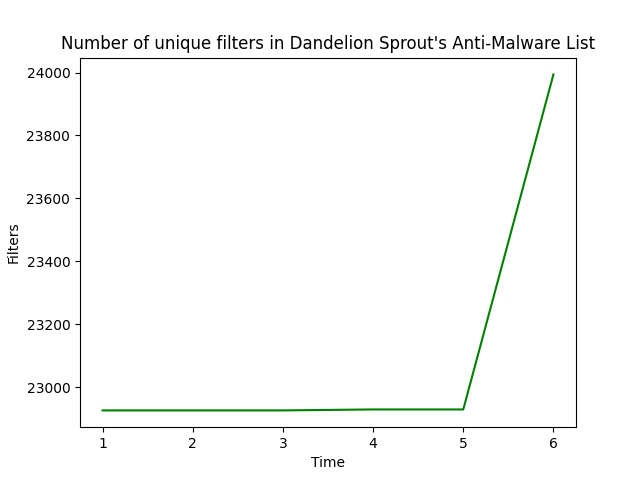 Number of unique filters in Dandelion Sprout's Anti-Malware List
24000
23800
23600
23400
23200
23000
Filters
1 2 3 4 5 6
Time